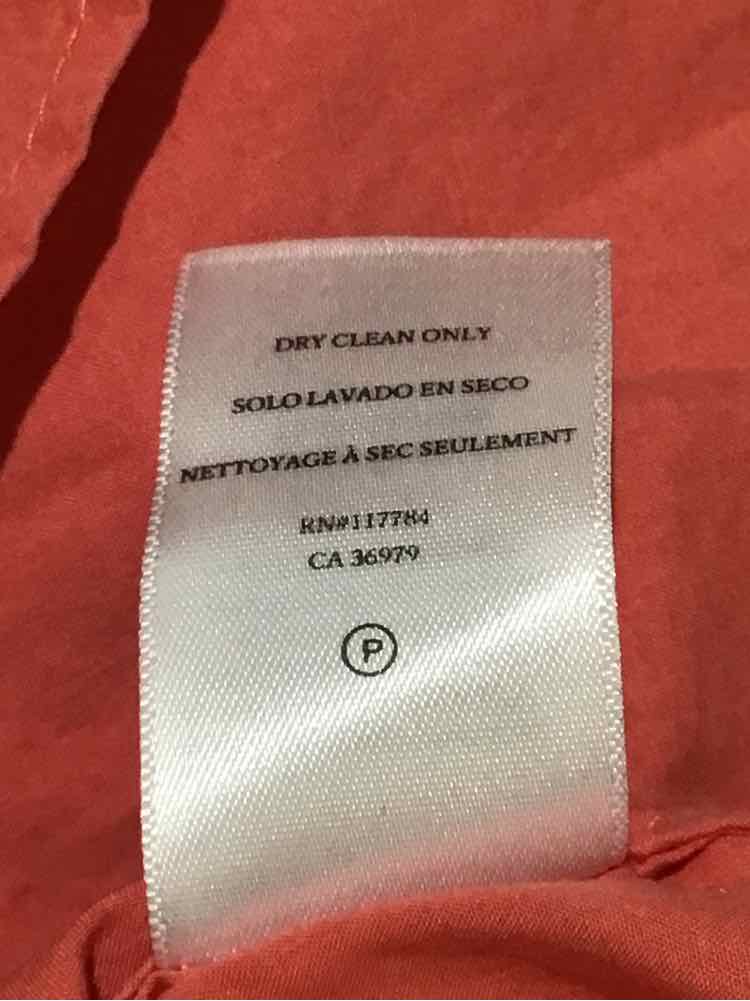 DRY CLEAN ONLY
SOLO LAVADO EN SECO
NETTOYAGE À SEC SEULEMENT
RN#117784
CA 36979
P